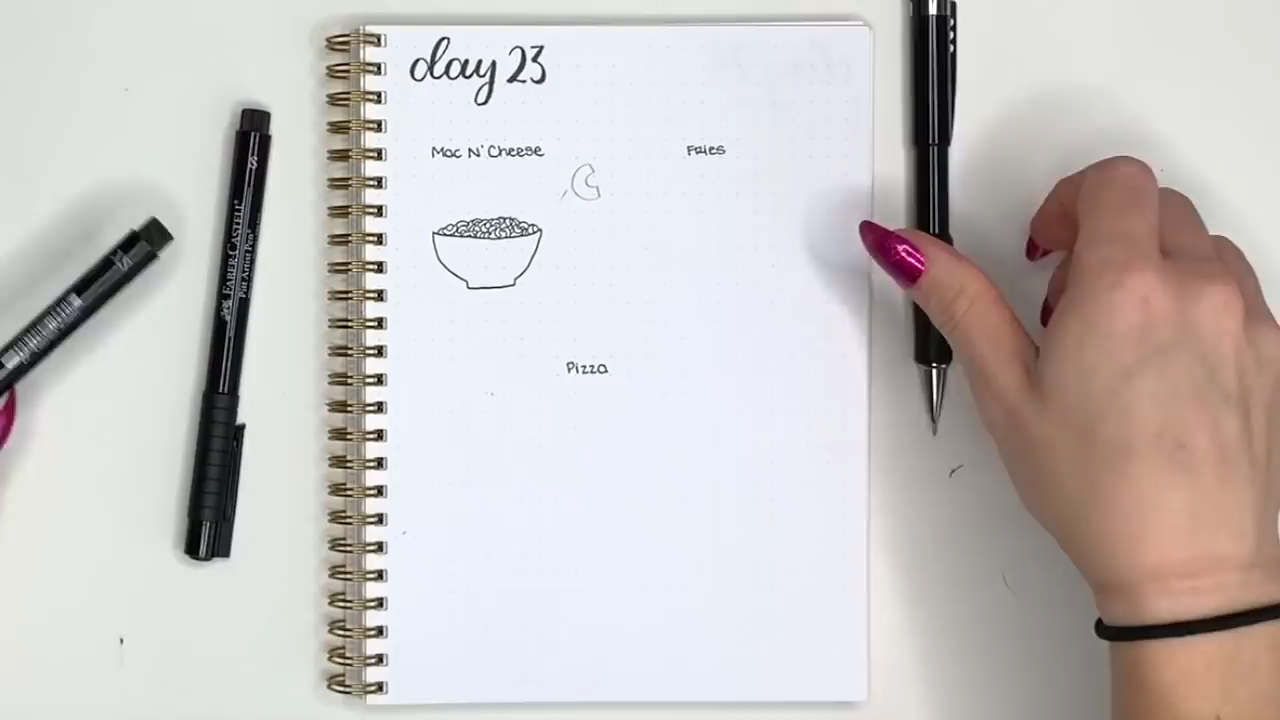 day 23
Mac N' Cheese
Fries
Pizza
S
FABER-CASTELL
Pitt Artist Pen
S